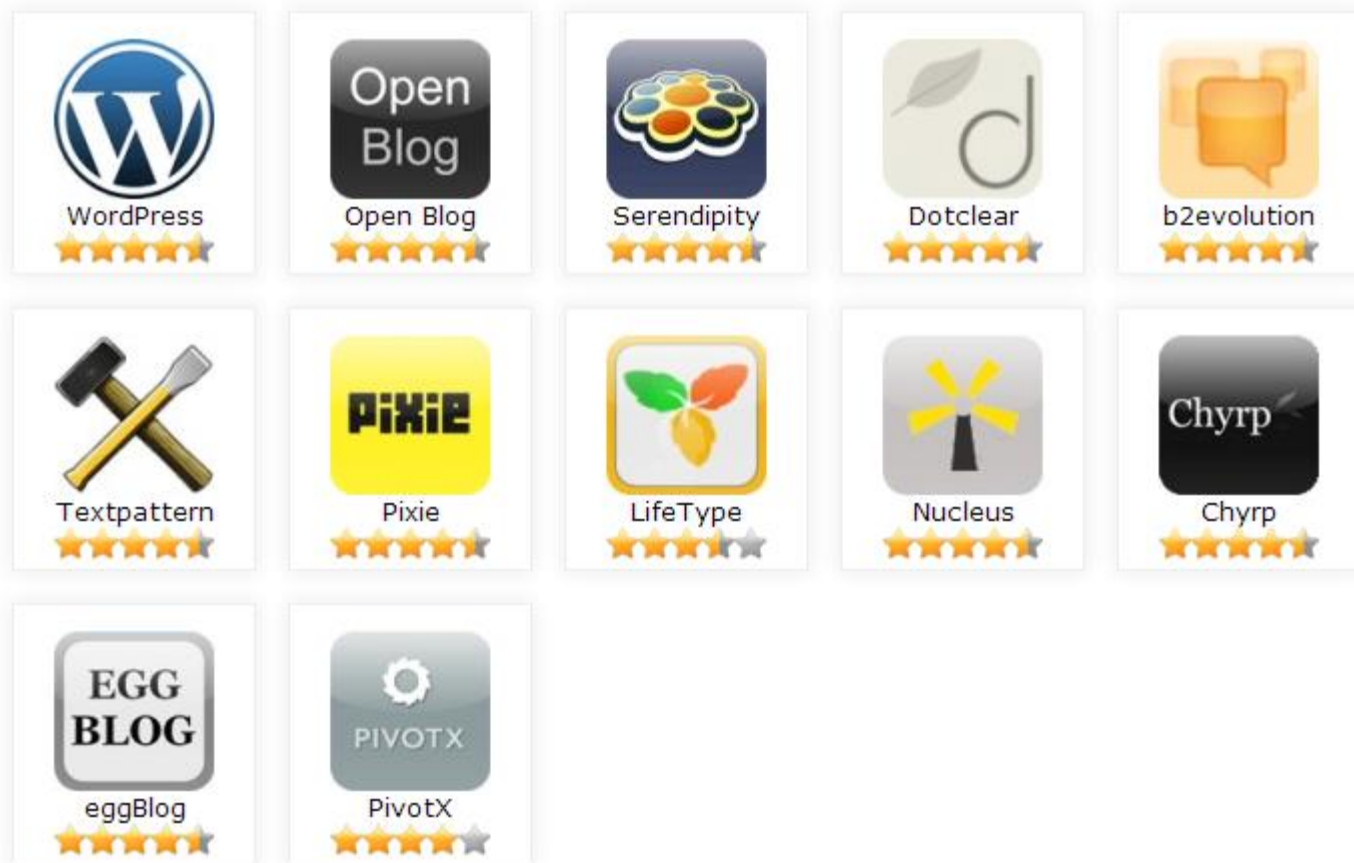 W
Open
Blog
d
WordPress
Open Blog
Serendipity
Dotclear
b2evolution
PiXiE
Chyrp
Textpattern
Pixie
LifeType
Nucleus
Chyrp
EGG
BLOG
PIVOTX
eggBlog
PivotX